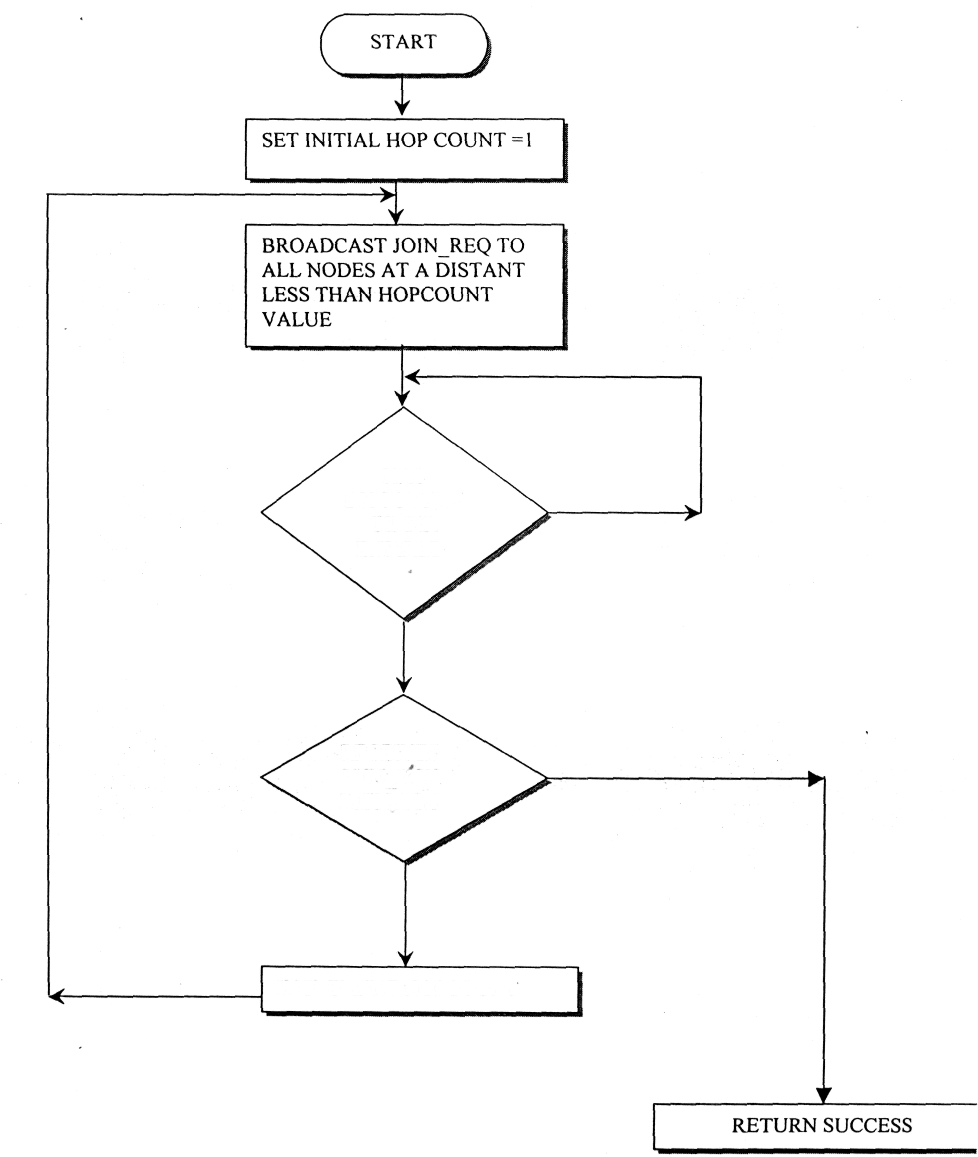 START
SET INITIAL HOP COUNT =1
BROADCAST JOIN_REQ TO
ALL NODES AT A DISTANT
LESS THAN HOPCOUNT
VALUE
RETURN SUCCESS